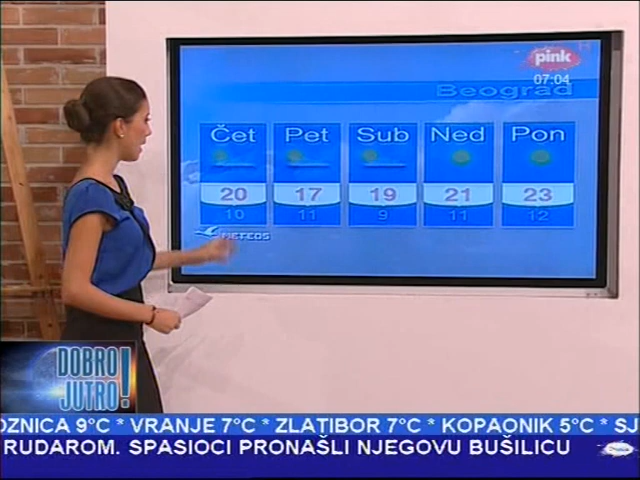 pink
07:04
Beograd
Čet Pet Sub Ned Pon
20 17 19 21 23
10 11 9 11 12
METEOS
DOBRO
JUTRO!
OZNICA 9°C * VRANJE 7°C * ZLATIBOR 7°C * KOPAONIK 5°C * SJ
RUDAROM. SPASIOCI PRONAŠLI NJEGOVU BUŠILICU